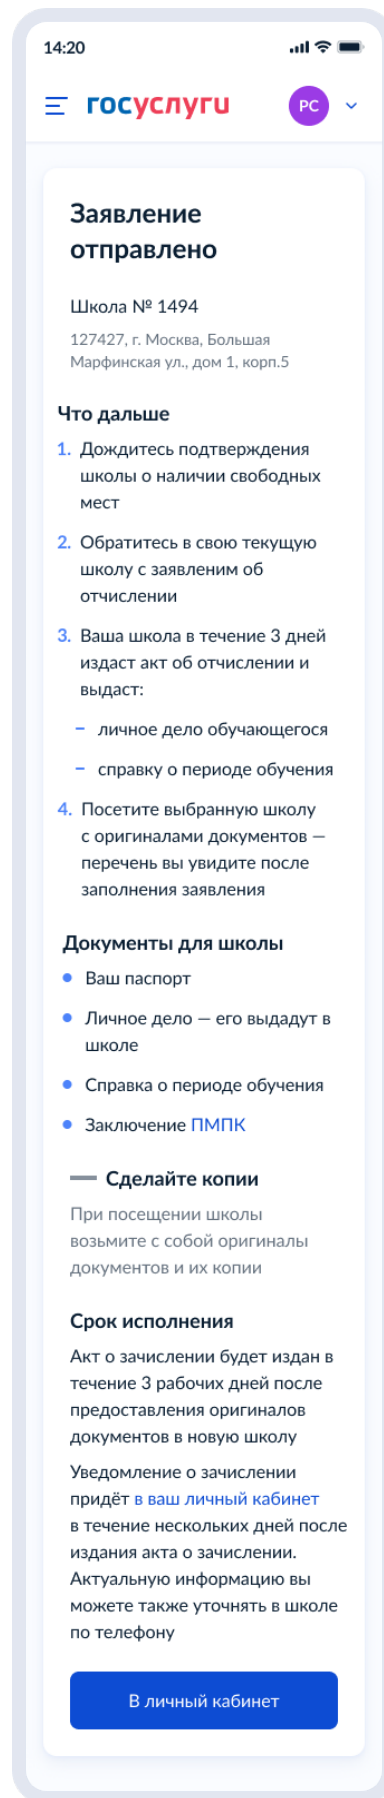 14:20
госуслуги
РС
Заявление
отправлено
Школа № 1494
127427, г. Москва, Большая
Марфинская ул., дом 1, корп.5
Что дальше
1. Дождитесь подтверждения
школы о наличии свободных
мест
2. Обратитесь в свою текущую
школу с заявленим об
отчислении
3. Ваша школа в течение 3 дней
издаст акт об отчислении и
выдаст:
– личное дело обучающегося
– справку о периоде обучения
4. Посетите выбранную школу
с оригиналами документов —
перечень вы увидите после
заполнения заявления
Документы для школы
• Ваш паспорт
• Личное дело — его выдадут в
школе
• Справка о периоде обучения
• Заключение ПМПК
— Сделайте копии
При посещении школы
возьмите с собой оригиналы
документов и их копии
Срок исполнения
Акт о зачислении будет издан в
течение 3 рабочих дней после
предоставления оригиналов
документов в новую школу
Уведомление о зачислении
придёт в ваш личный кабинет
в течение нескольких дней после
издания акта о зачислении.
Актуальную информацию вы
можете также уточнять в школе
по телефону
В личный кабинет